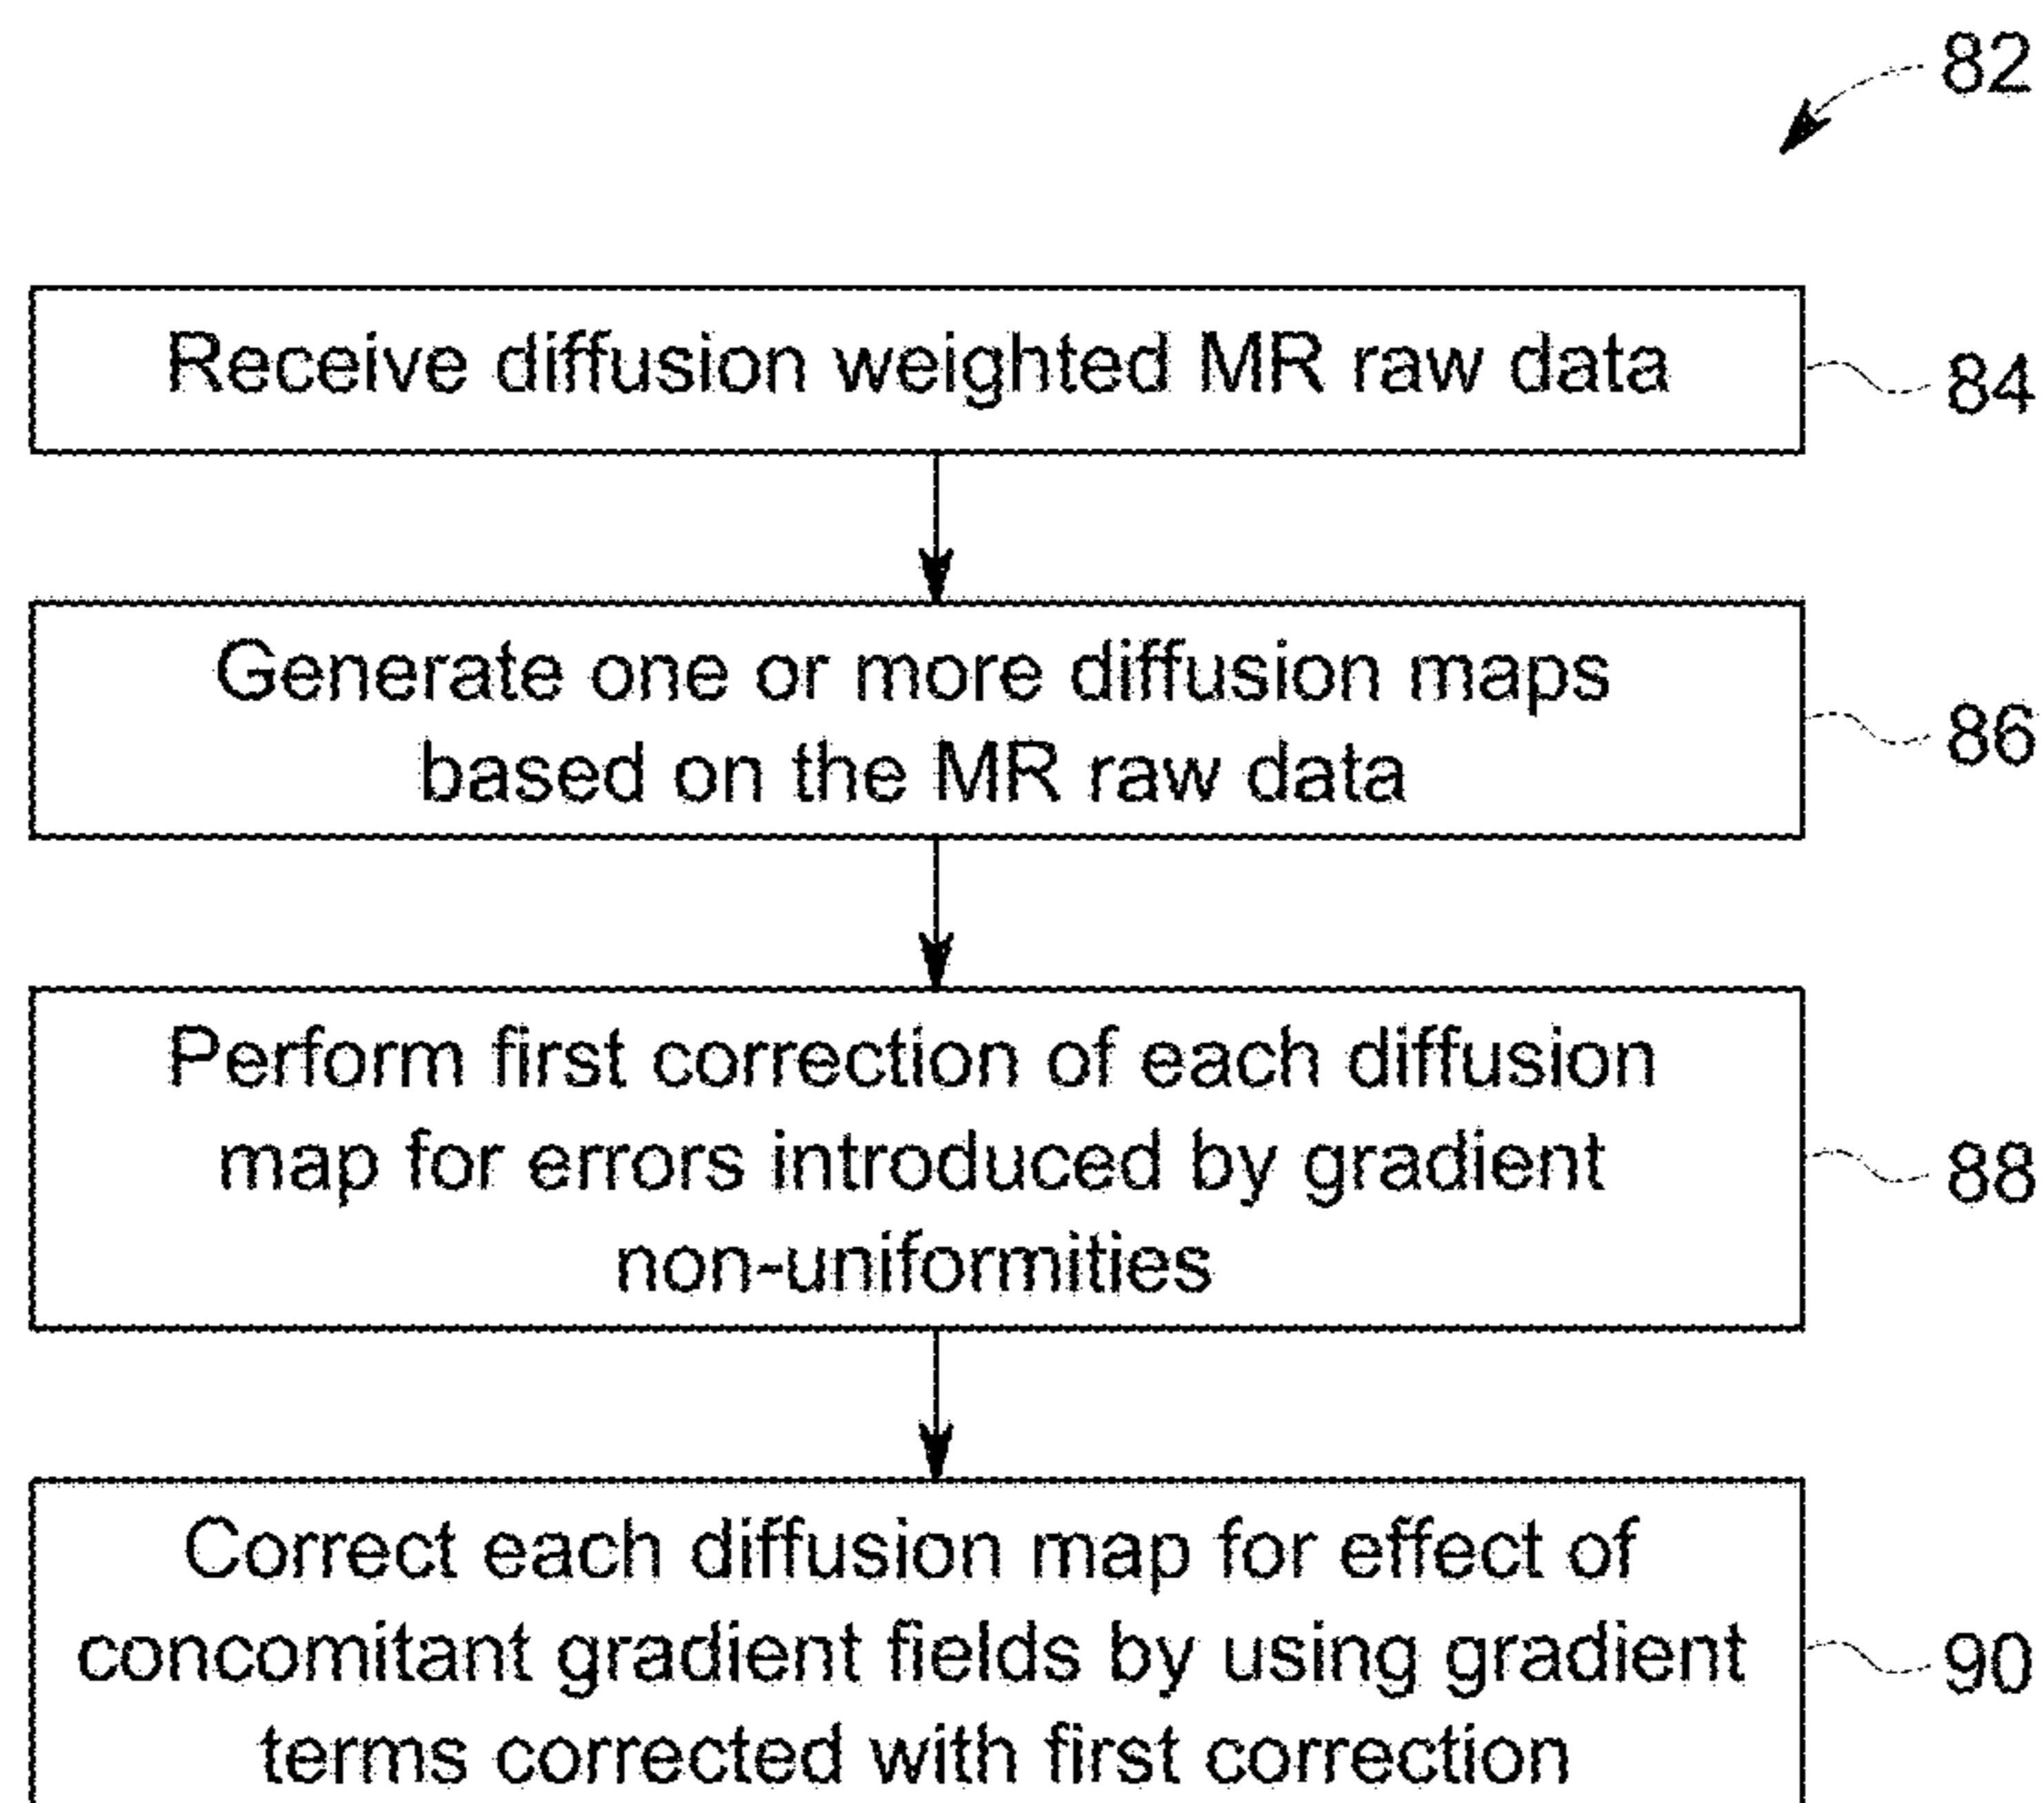 82
Receive diffusion weighted MR raw data
84
Generate one or more diffusion maps
based on the MR raw data
86
Perform first correction of each diffusion
map for errors introduced by gradient
non-uniformities
88
Correct each diffusion map for effect of
concomitant gradient fields by using gradient
terms corrected with first correction
90